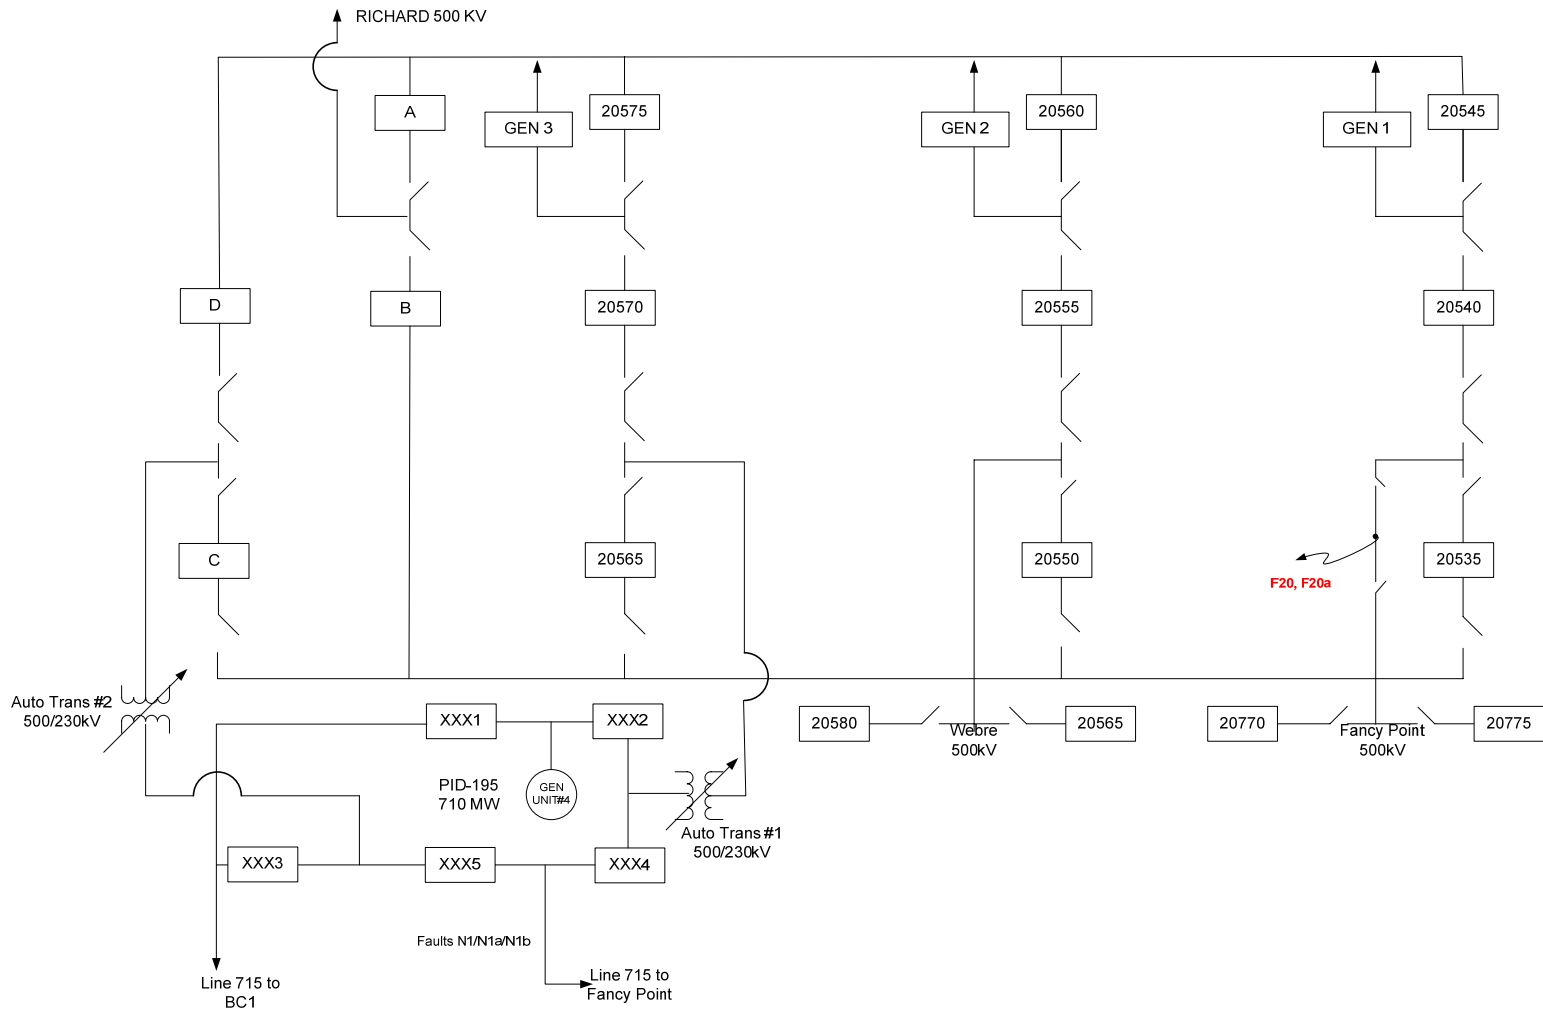 RICHARD 500 KV
A
GEN 3
20575
GEN 2
20560
GEN 1
20545
D
B
20570
20555
20540
C
20565
20550
20535
F20, F20a
Auto Trans #2
500/230kV
XXX1
XXX2
20580
Webre
500kV
20565
20770
Fancy Point
500kV
20775
PID-195
710 MW
GEN
UNIT#4
Auto Trans #1
500/230kV
XXX3
XXX5
XXX4
Faults N1/N1a/N1b
Line 715 to
BC1
Line 715 to
Fancy Point